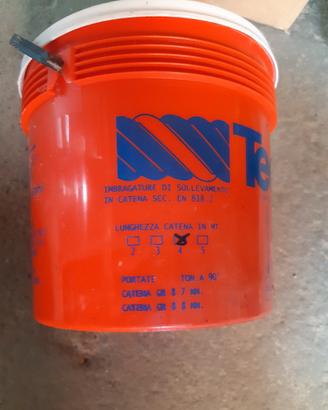 Te
IMBRAGATURE DI SOLLEVAMENTO
IN CATENA SEC. EN 818.2
LUNGHEZZA CATENA IN MT
2 3 4 5
PORTATE TON A 90°
CATENA GR 8 7 MM.
CATENA GR 8 8 MM.